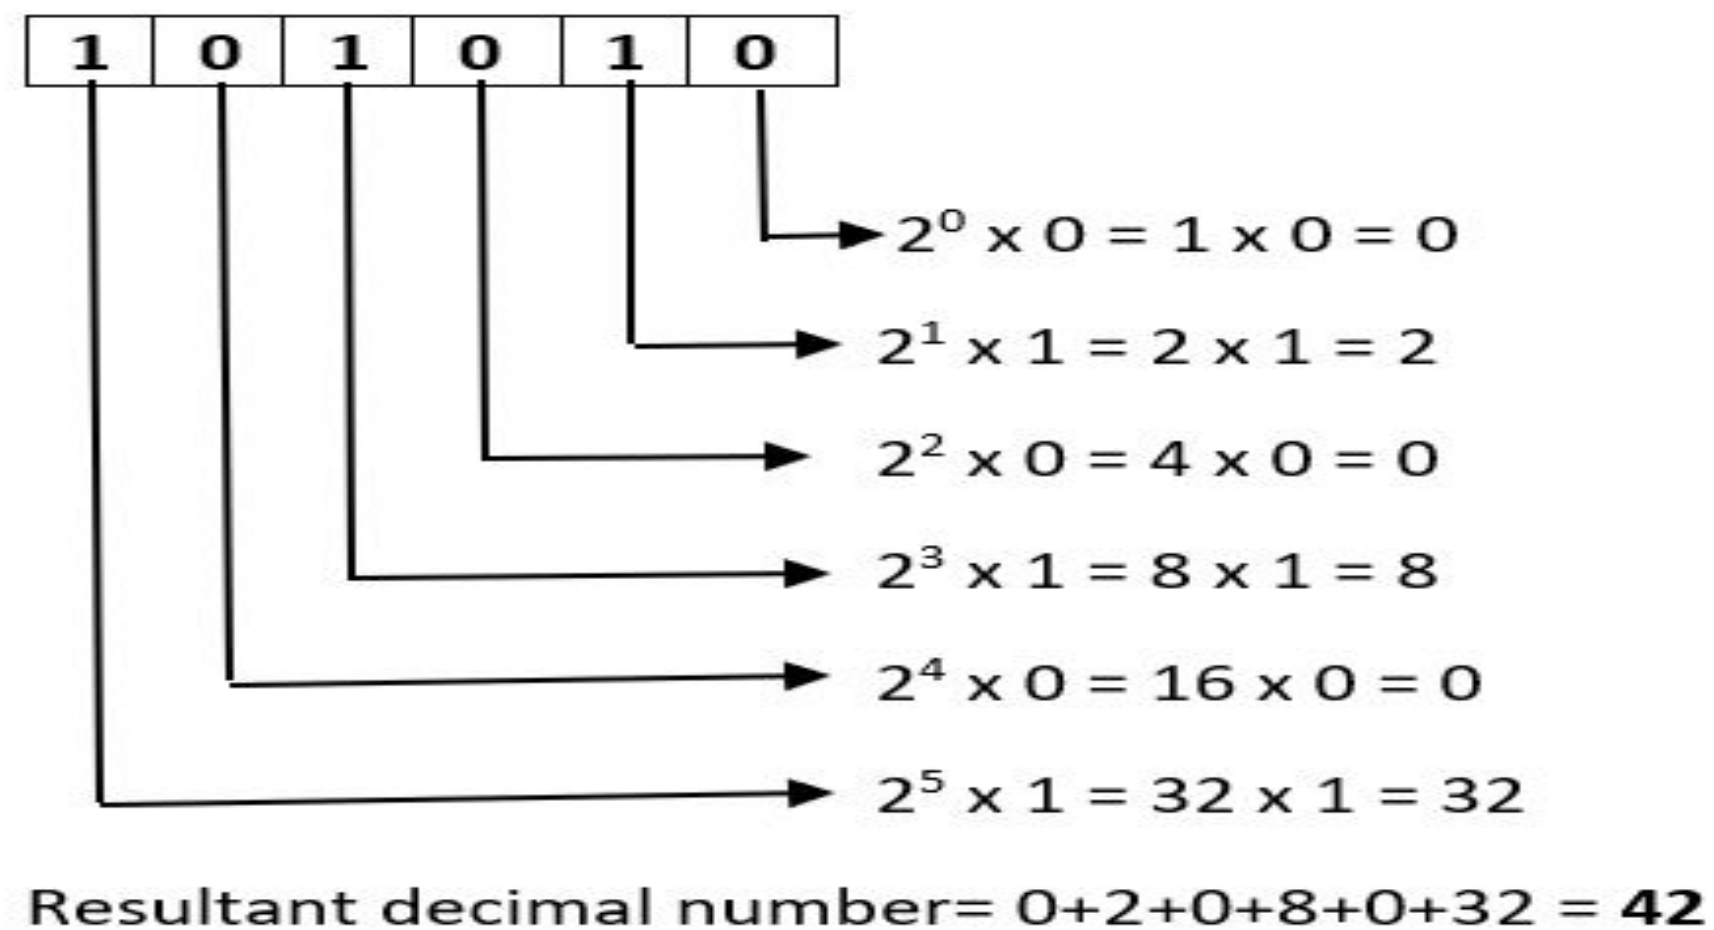 1 0 1 0 1 0
2⁰ x 0 = 1 x 0 = 0
2¹ x 1 = 2 x 1 = 2
2² x 0 = 4 x 0 = 0
2³ x 1 = 8 x 1 = 8
2⁴ x 0 = 16 x 0 = 0
2⁵ x 1 = 32 x 1 = 32
Resultant decimal number= 0+2+0+8+0+32 = 42